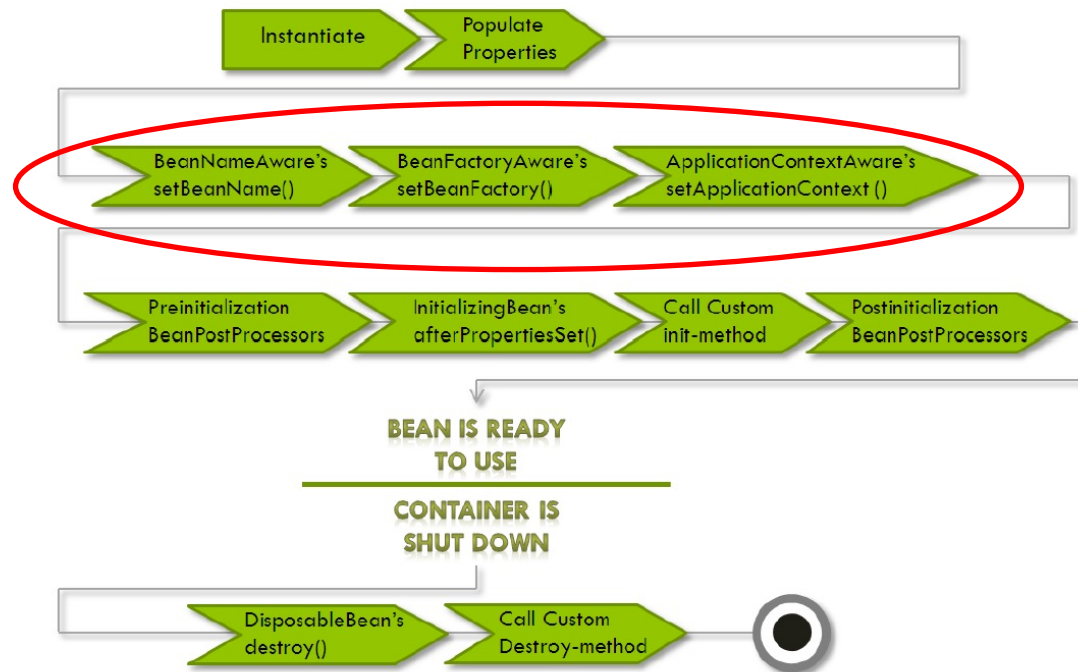 Instantiate
Populate
Properties
BeanNameAware's
setBeanName()
BeanFactoryAware's
setBeanFactory()
ApplicationContextAware's
setApplicationContext ()
Preinitialization
BeanPostProcessors
InitializingBean's
afterPropertiesSet()
Call Custom
init-method
Postinitialization
BeanPostProcessors
BEAN IS READY
TO USE
CONTAINER IS
SHUT DOWN
DisposableBean's
destroy()
Call Custom
Destroy-method